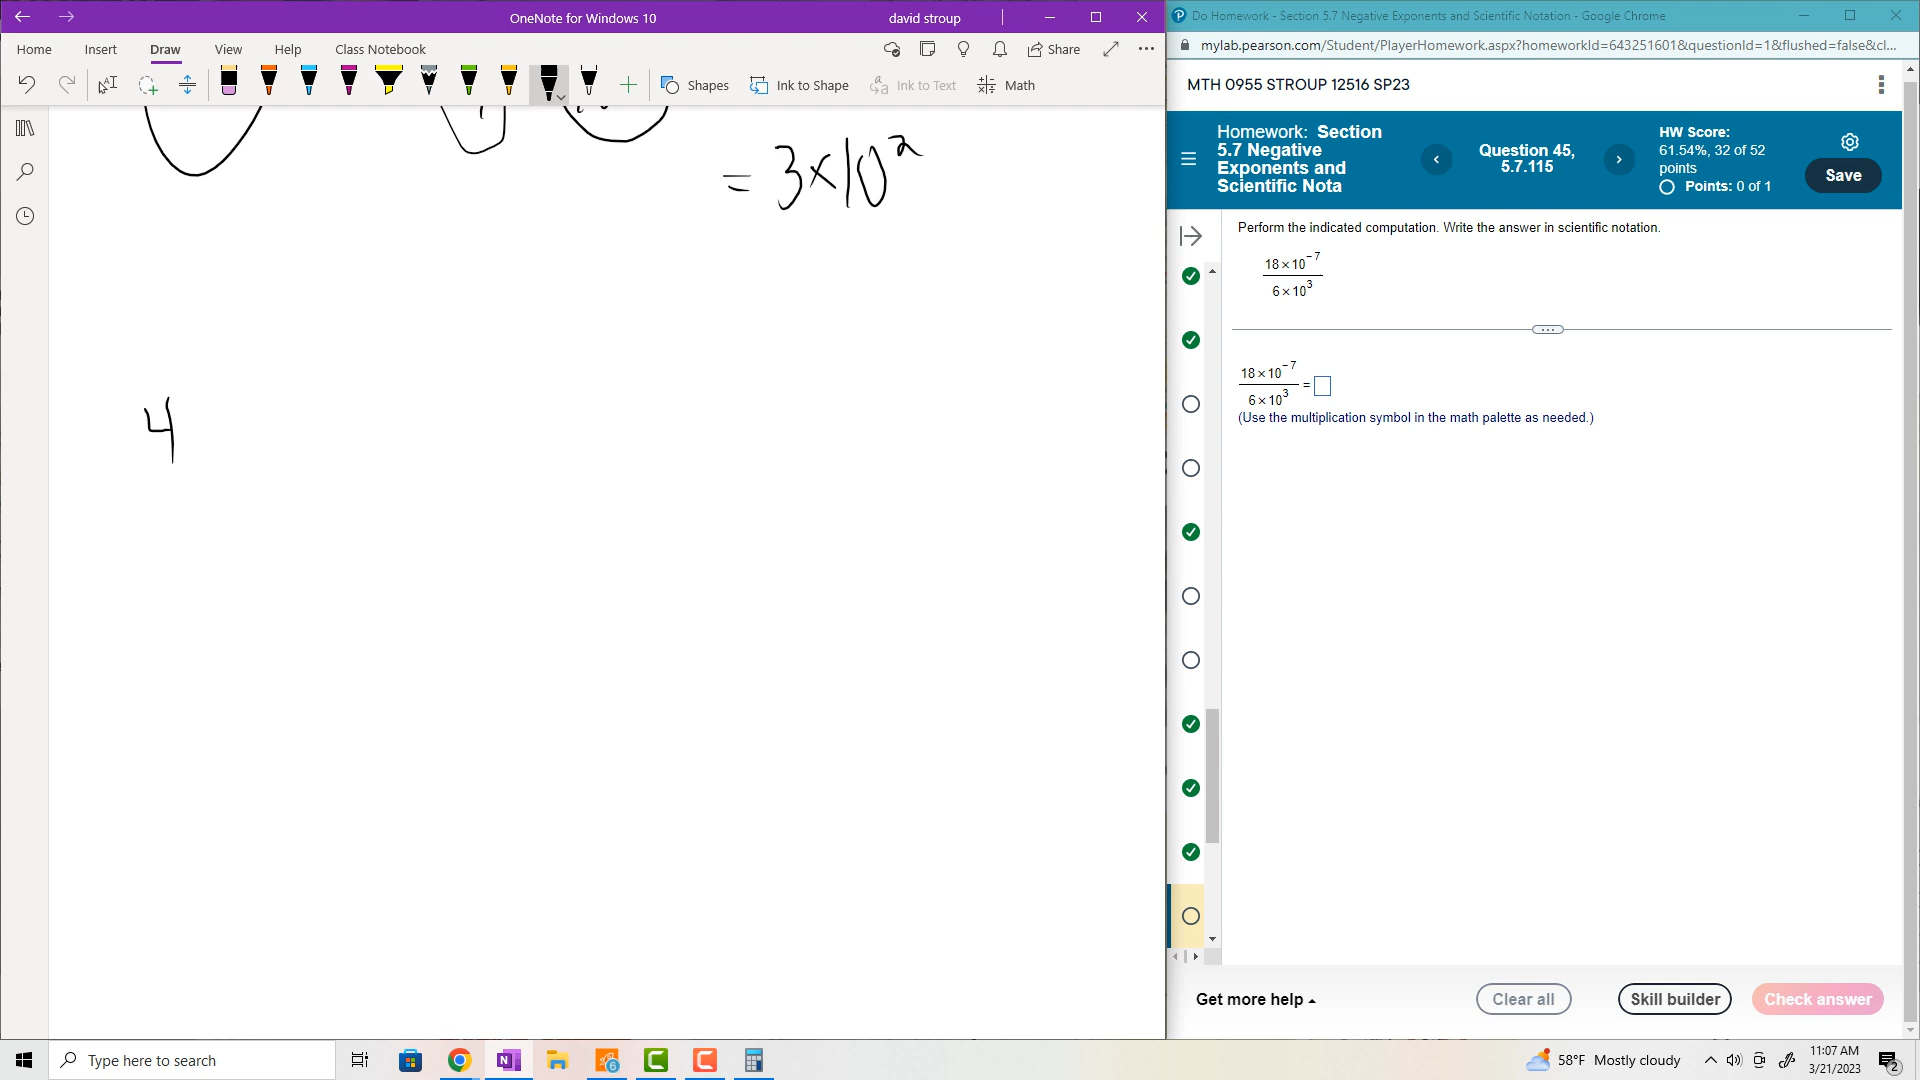 OneNote for Windows 10
david stroup
Home Insert Draw View Help Class Notebook
Share
Shapes
Ink to Shape
Ink to Text
Math
= 3×10²
4
Do Homework - Section 5.7 Negative Exponents and Scientific Notation - Google Chrome
mylab.pearson.com/Student/PlayerHomework.aspx?homeworkId=643251601&questionId=1&flushed=false&cl...
MTH 0955 STROUP 12516 SP23
Homework: Section
5.7 Negative
Exponents and
Scientific Nota
Question 45,
5.7.115
HW Score:
61.54%, 32 of 52
points
Points: 0 of 1
Save
Perform the indicated computation. Write the answer in scientific notation.
18×10⁻⁷
6×10³
18×10⁻⁷
=
6×10³
(Use the multiplication symbol in the math palette as needed.)
Get more help
Clear all
Skill builder
Check answer
Type here to search
N
6
58°F Mostly cloudy
11:07 AM
3/21/2023
2